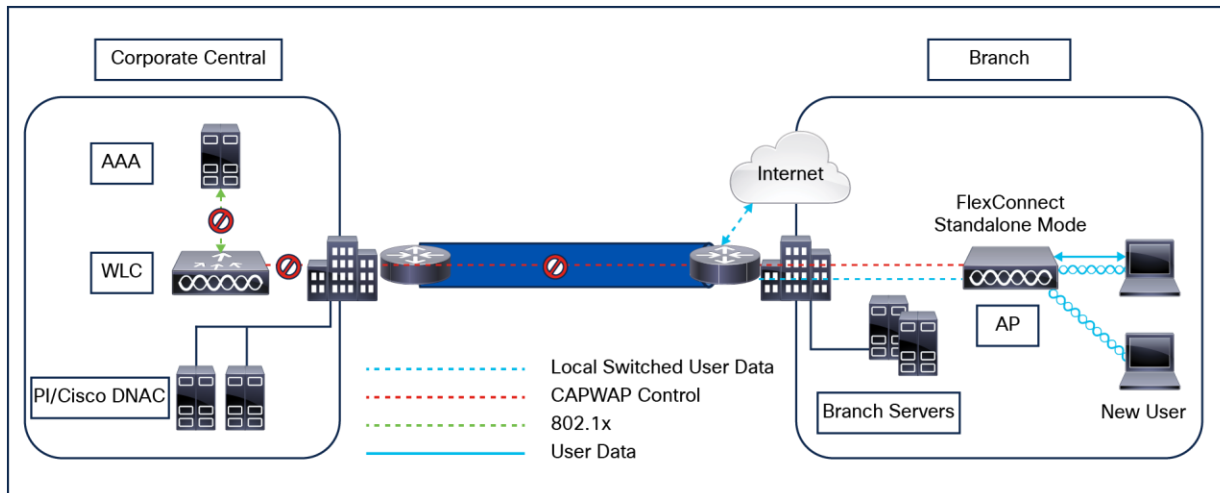 Corporate Central
Branch
AAA
Internet
FlexConnect
Standalone Mode
WLC
AP
PI/Cisco DNAC
Local Switched User Data
CAPWAP Control
802.1x
User Data
Branch Servers
New User